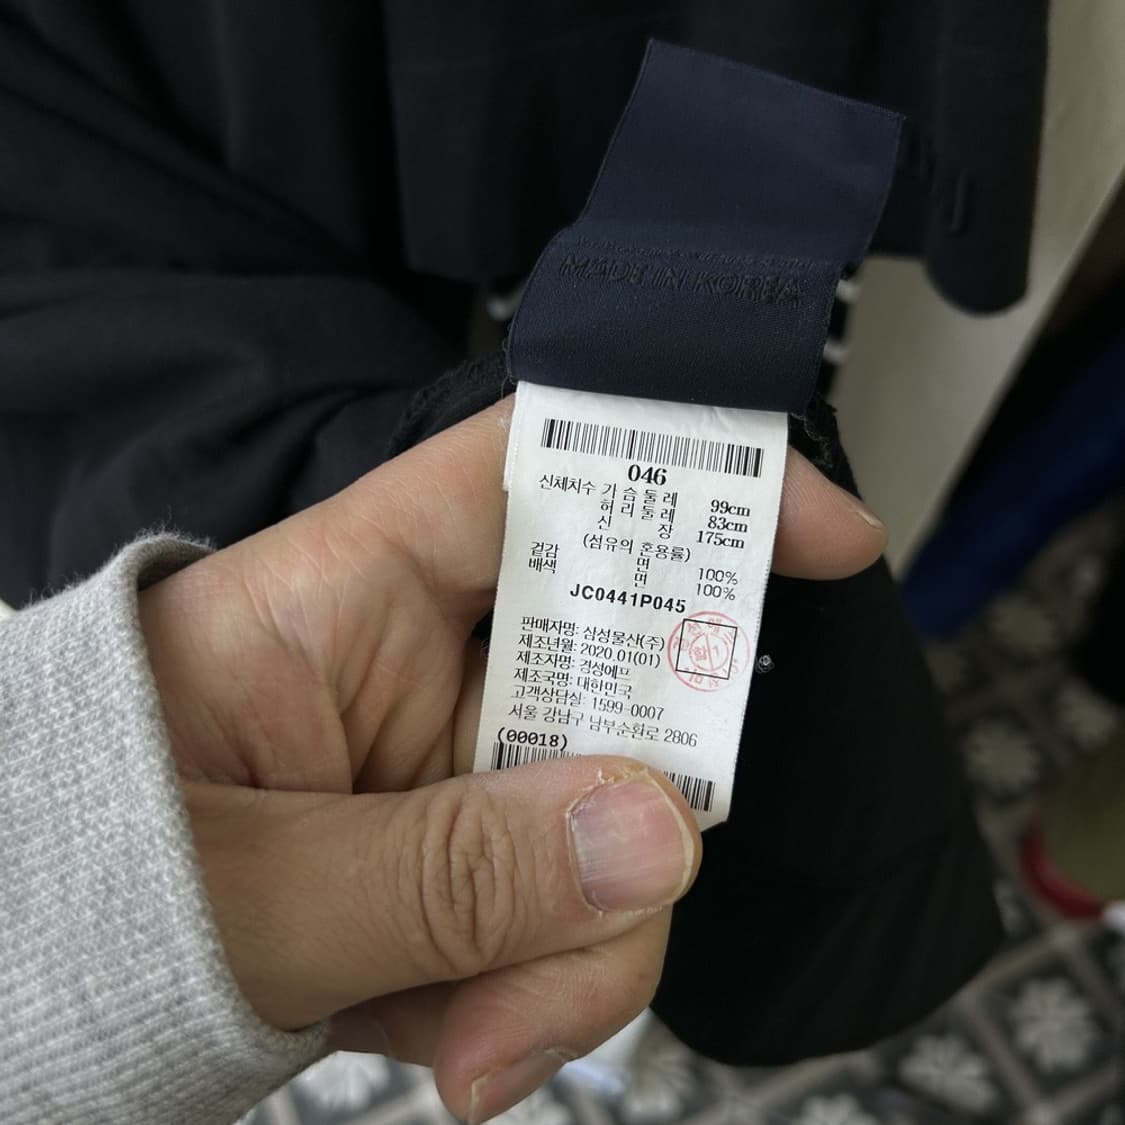 MADE IN KOREA
046
신체치수 가 슴 둘 레 99cm
허 리 둘 레 83cm
신 장 175cm
(섬유의 혼용률)
겉감 면 100%
배색 면 100%
JC0441P045
판매자명: 삼성물산(주)
제조년월: 2020.01(01)
제조자명: 경성에프
제조국명: 대한민국
고객상담실: 1599-0007
서울 강남구 남부순환로 2806
(00018)